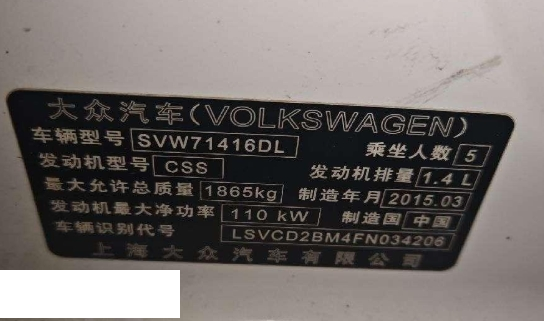 大众汽车(VOLKSWAGEN)
车辆型号 SVW71416DL 乘坐人数 5
发动机型号 CSS 发动机排量 1.4 L
最大允许总质量 1865kg 制造年月 2015.03
发动机最大净功率 110 kW 制造国 中国
车辆识别代号 LSVCD2BM4FN034206
上海大众汽车有限公司